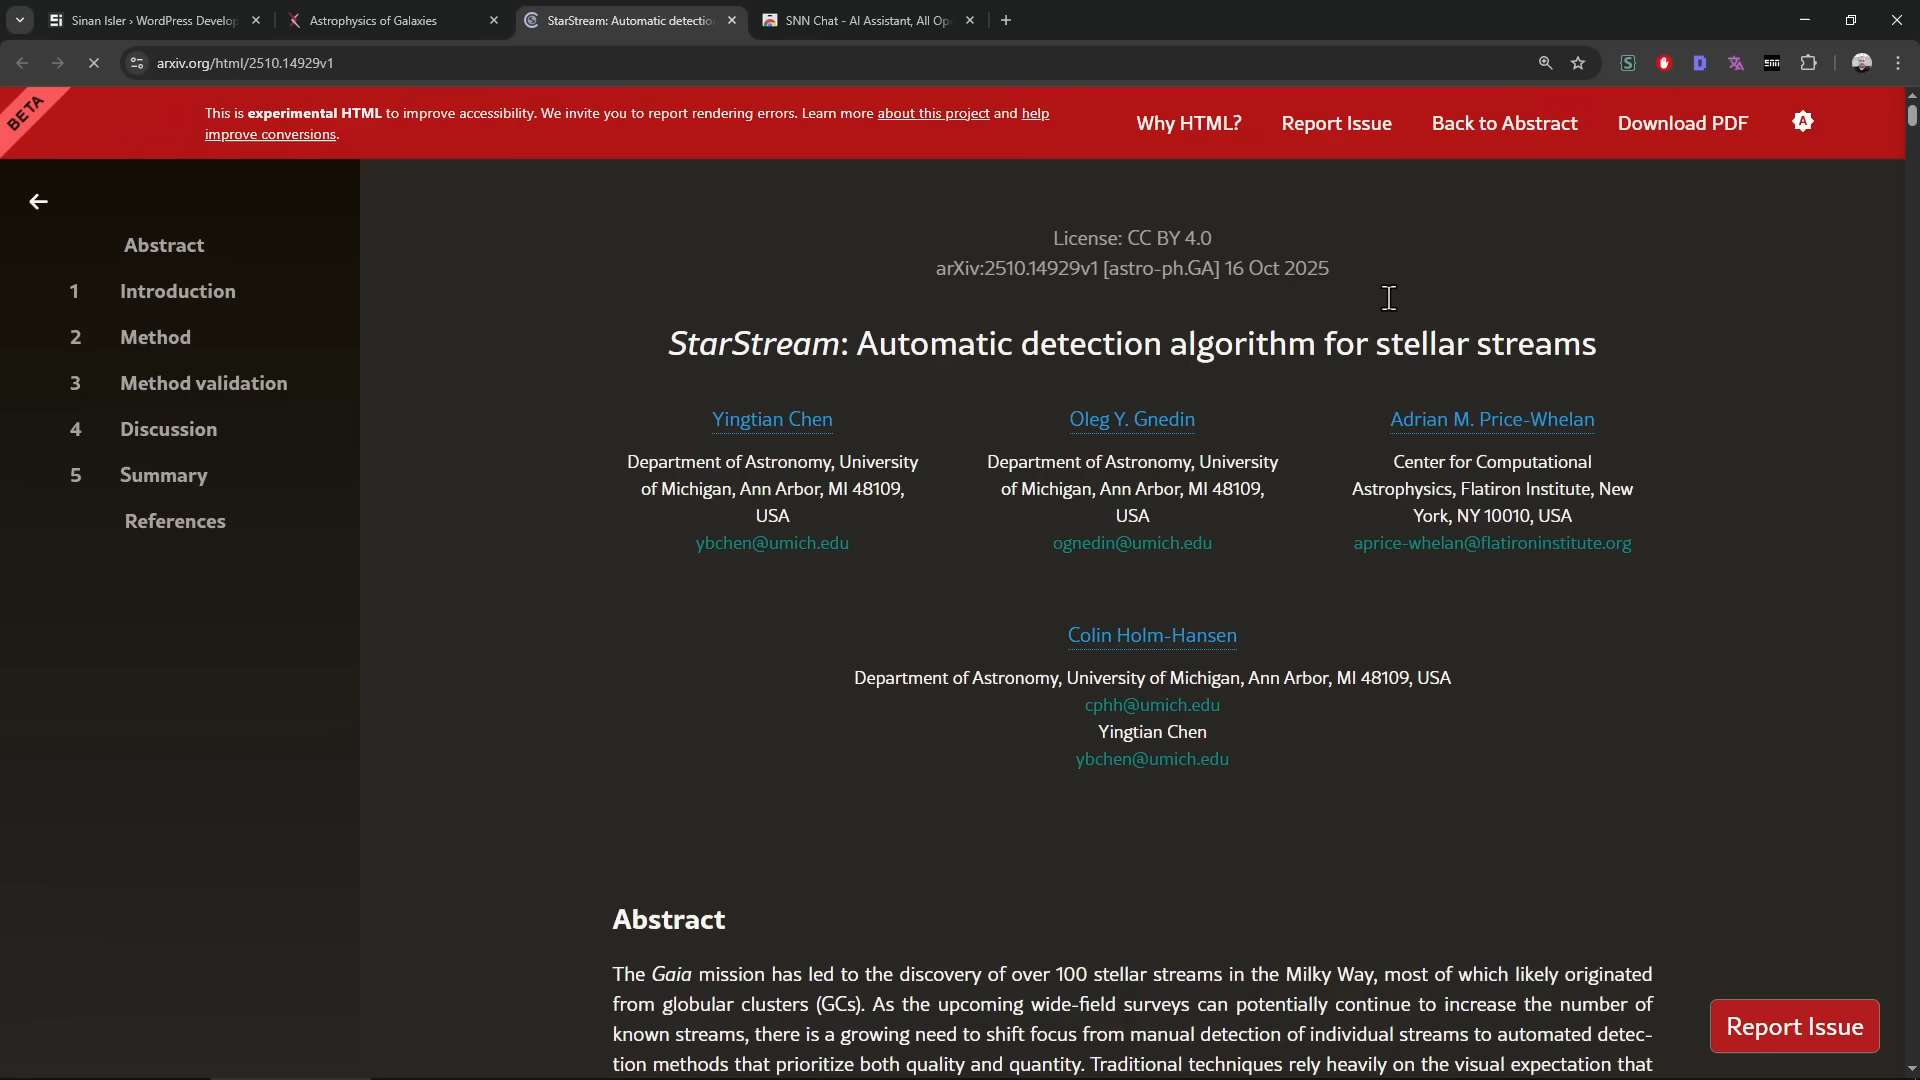 Sinan Isler › WordPress Develop
Astrophysics of Galaxies
StarStream: Automatic detectio
SNN Chat - AI Assistant, All Op
arxiv.org/html/2510.14929v1
BETA
This is experimental HTML to improve accessibility. We invite you to report rendering errors. Learn more about this project and help
improve conversions.
Why HTML?
Report Issue
Back to Abstract
Download PDF
Abstract
1 Introduction
2 Method
3 Method validation
4 Discussion
5 Summary
References
License: CC BY 4.0
arXiv:2510.14929v1 [astro-ph.GA] 16 Oct 2025
StarStream: Automatic detection algorithm for stellar streams
Yingtian Chen
Department of Astronomy, University
of Michigan, Ann Arbor, MI 48109,
USA
ybchen@umich.edu
Oleg Y. Gnedin
Department of Astronomy, University
of Michigan, Ann Arbor, MI 48109,
USA
ognedin@umich.edu
Adrian M. Price-Whelan
Center for Computational
Astrophysics, Flatiron Institute, New
York, NY 10010, USA
aprice-whelan@flatironinstitute.org
Colin Holm-Hansen
Department of Astronomy, University of Michigan, Ann Arbor, MI 48109, USA
cphh@umich.edu
Yingtian Chen
ybchen@umich.edu
Abstract
The Gaia mission has led to the discovery of over 100 stellar streams in the Milky Way, most of which likely originated
from globular clusters (GCs). As the upcoming wide-field surveys can potentially continue to increase the number of
known streams, there is a growing need to shift focus from manual detection of individual streams to automated detec-
tion methods that prioritize both quality and quantity. Traditional techniques rely heavily on the visual expectation that
Report Issue